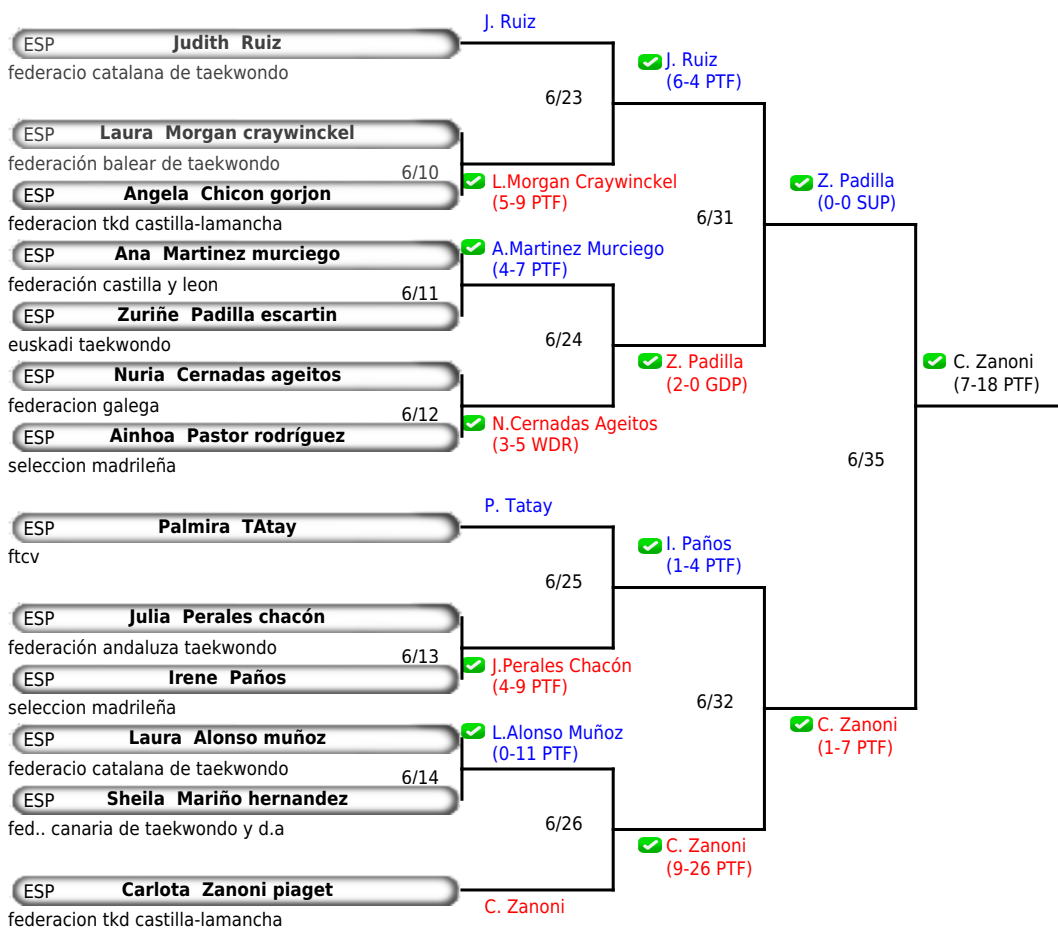 J. Ruiz
ESP Judith Ruiz
federacio catalana de taekwondo
J. Ruiz
(6-4 PTF)
6/23
ESP Laura Morgan craywinckel
federación balear de taekwondo
6/10
L.Morgan Craywinckel
(5-9 PTF)
ESP Angela Chicon gorjon
federacion tkd castilla-lamancha
Z. Padilla
(0-0 SUP)
6/31
ESP Ana Martinez murciego
federación castilla y leon
A.Martinez Murciego
(4-7 PTF)
6/11
ESP Zuriñe Padilla escartin
euskadi taekwondo
6/24
Z. Padilla
(2-0 GDP)
C. Zanoni
(7-18 PTF)
ESP Nuria Cernadas ageitos
federacion galega
6/12
N.Cernadas Ageitos
(3-5 WDR)
ESP Ainhoa Pastor rodríguez
seleccion madrileña
6/35
P. Tatay
ESP Palmira TAtay
ftcv
I. Paños
(1-4 PTF)
6/25
ESP Julia Perales chacón
federación andaluza taekwondo
6/13
J.Perales Chacón
(4-9 PTF)
ESP Irene Paños
seleccion madrileña
6/32
C. Zanoni
(1-7 PTF)
ESP Laura Alonso muñoz
federacio catalana de taekwondo
L.Alonso Muñoz
(0-11 PTF)
6/14
ESP Sheila Mariño hernandez
fed.. canaria de taekwondo y d.a
6/26
C. Zanoni
(9-26 PTF)
ESP Carlota Zanoni piaget
federacion tkd castilla-lamancha
C. Zanoni